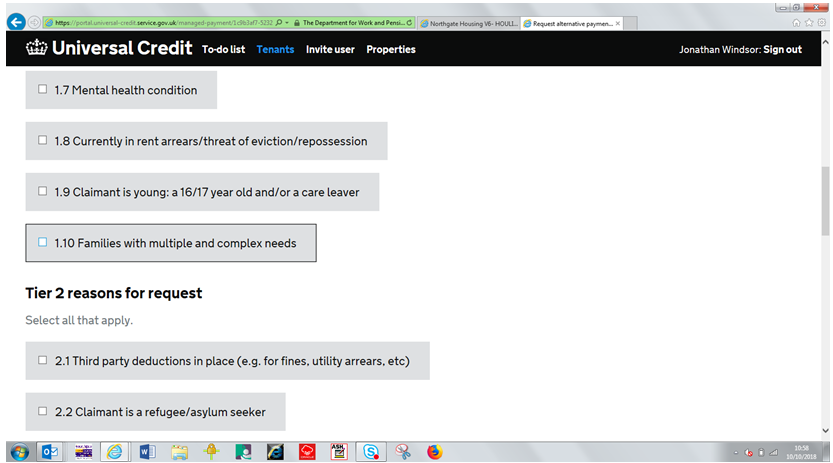 https://portal.universal-credit.service.gov.uk/managed-payment/1c9b3af7-5232
The Department for Work and Pensi...
Northgate Housing V6- HOULI...
Request alternative paymen...
Universal Credit
To-do list
Tenants
Invite user
Properties
Jonathan Windsor: Sign out
1.7 Mental health condition
1.8 Currently in rent arrears/threat of eviction/repossession
1.9 Claimant is young: a 16/17 year old and/or a care leaver
1.10 Families with multiple and complex needs
Tier 2 reasons for request
Select all that apply.
2.1 Third party deductions in place (e.g. for fines, utility arrears, etc)
2.2 Claimant is a refugee/asylum seeker
10:58
10/10/2018